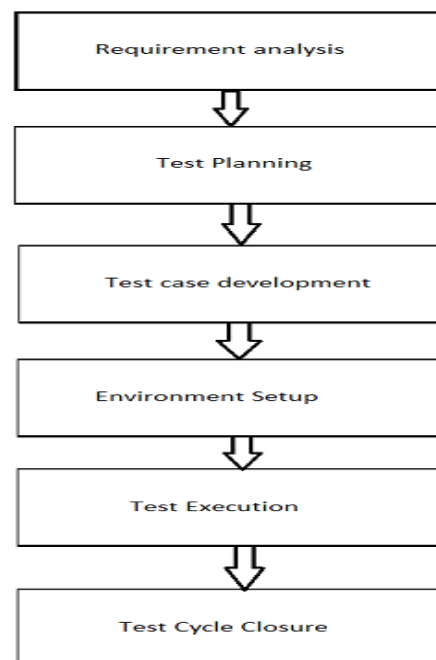 Requirement analysis
Test Planning
Test case development
Environment Setup
Test Execution
Test Cycle Closure